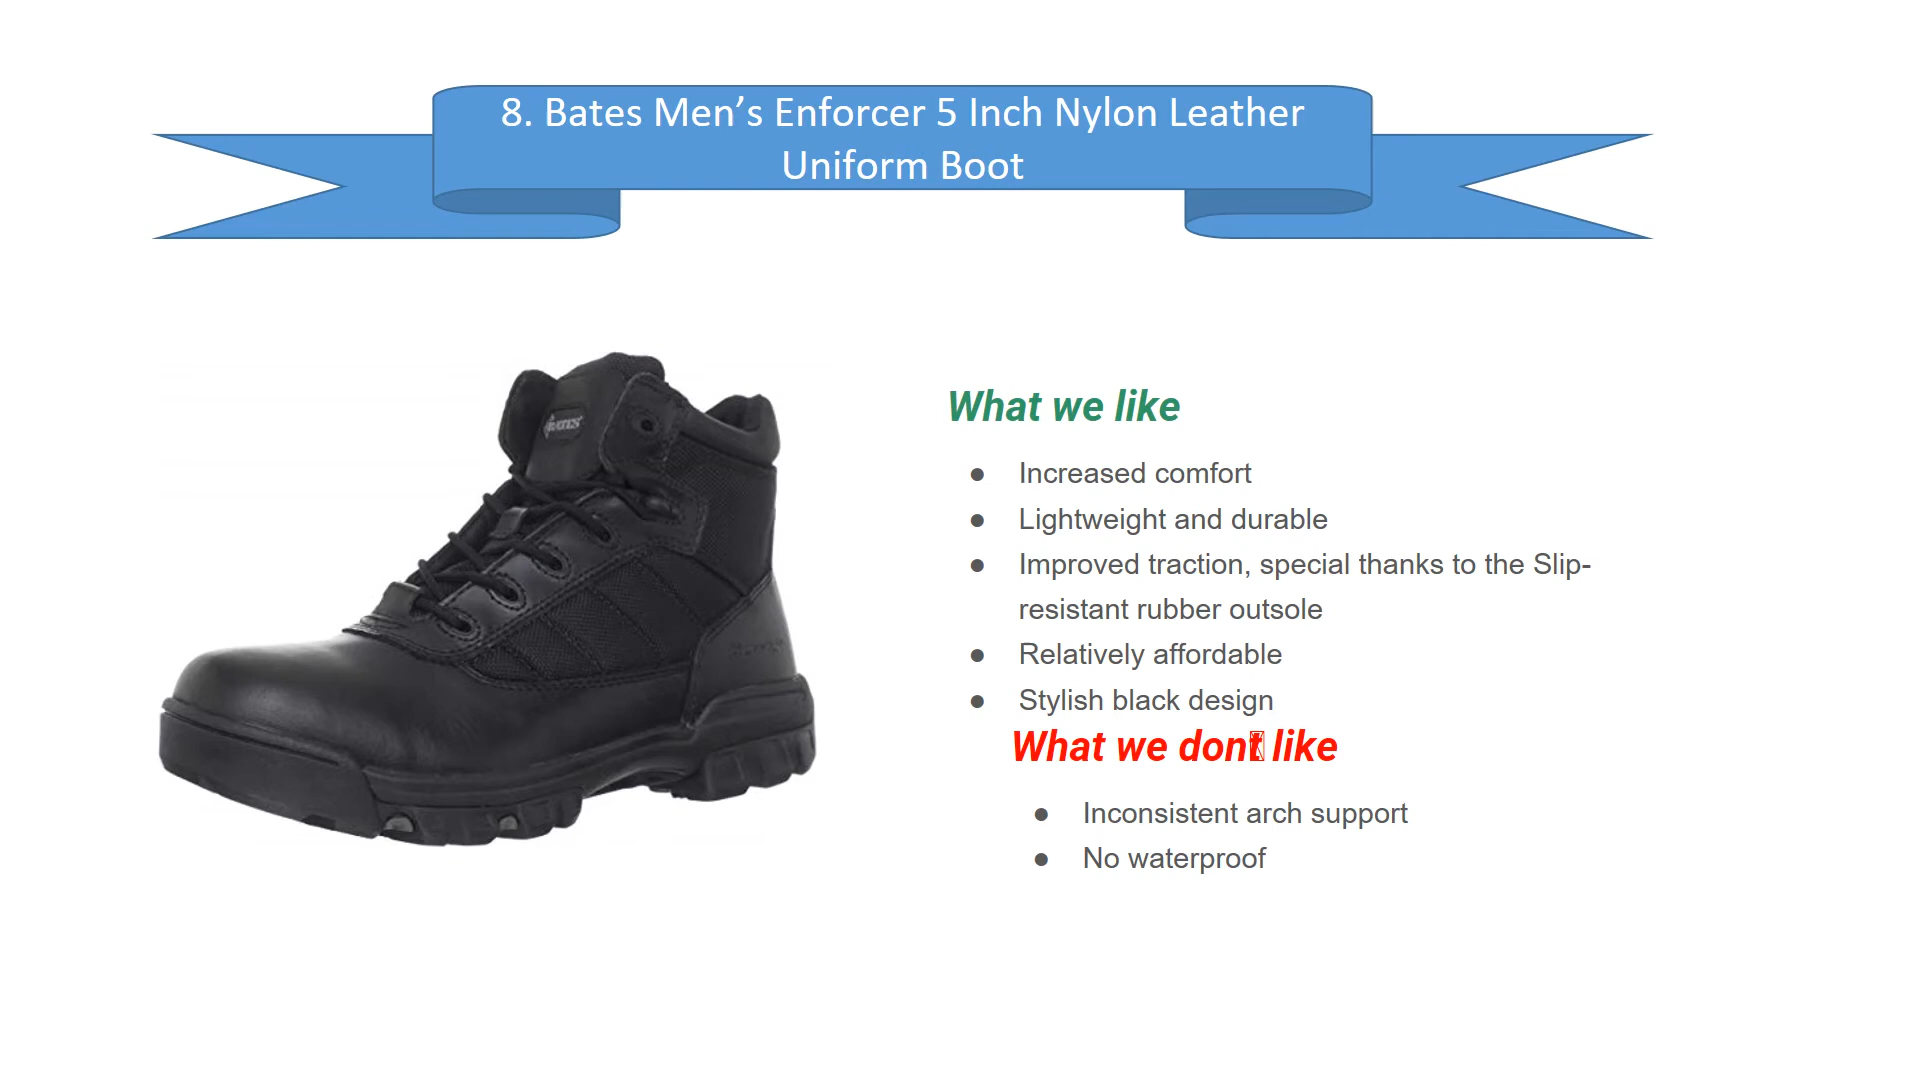 8. Bates Men’s Enforcer 5 Inch Nylon Leather
Uniform Boot
Bates
What we like
● Increased comfort
● Lightweight and durable
● Improved traction, special thanks to the Slip-
resistant rubber outsole
● Relatively affordable
● Stylish black design
What we dont like
● Inconsistent arch support
● No waterproof